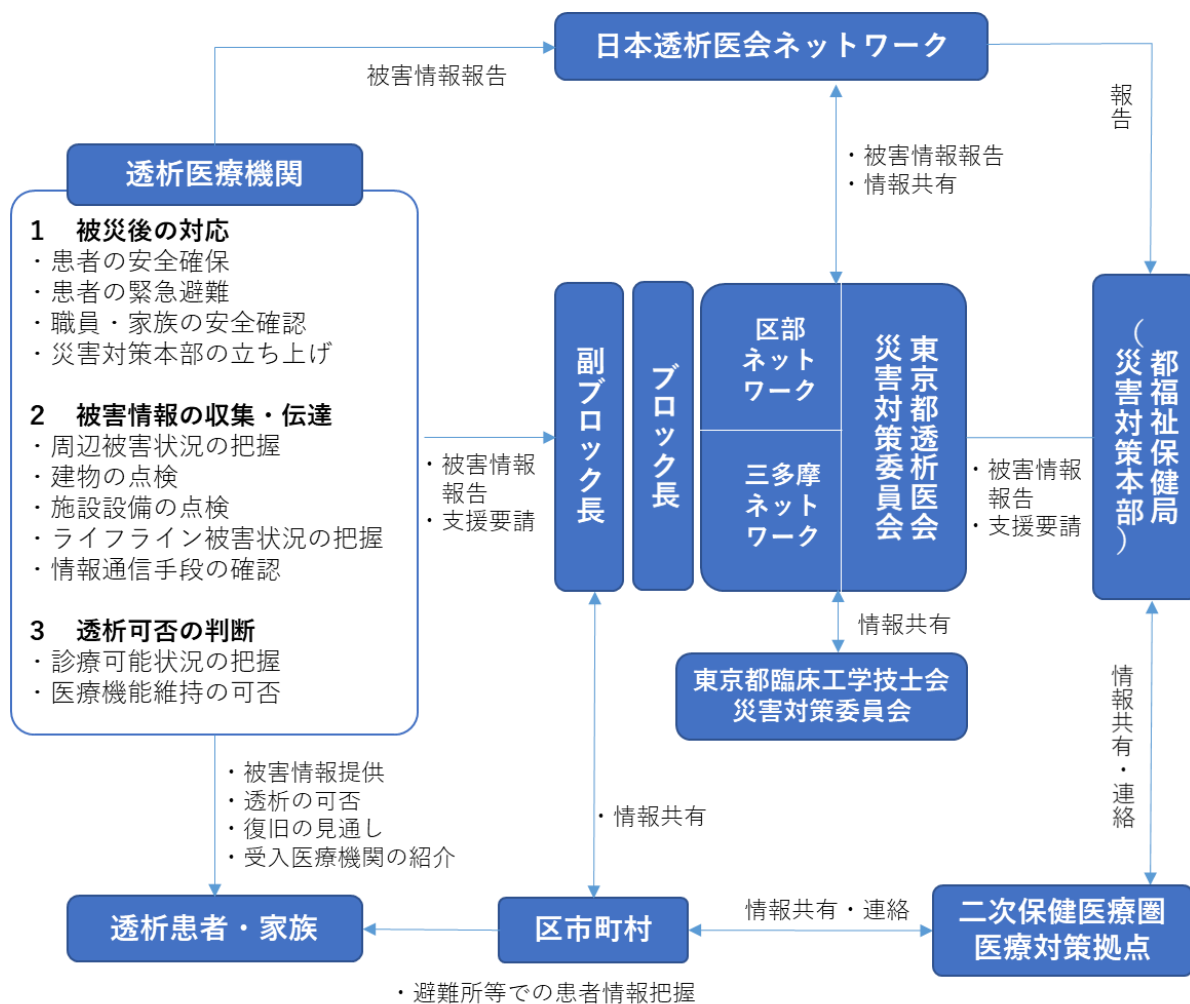 日本透析医会ネットワーク
被害情報報告
報告
透析医療機関
・被害情報報告
・情報共有
1　被災後の対応
・患者の安全確保
・患者の緊急避難
・職員・家族の安全確認
・災害対策本部の立ち上げ
2　被害情報の収集・伝達
・周辺被害状況の把握
・建物の点検
・施設設備の点検
・ライフライン被害状況の把握
・情報通信手段の確認
3　透析可否の判断
・診療可能状況の把握
・医療機能維持の可否
・被害情報
報告
・支援要請
副ブロック長
ブロック長
区部
ネット
ワーク
三多摩
ネット
ワーク
東京都透析医会
災害対策委員会
・被害情報
報告
・支援要請
都福祉保健局
（災害対策本部）
情報共有
東京都臨床工学技士会
災害対策委員会
・被害情報提供
・透析の可否
・復旧の見通し
・受入医療機関の紹介
・情報共有
情報共有・連絡
透析患者・家族
区市町村
情報共有・連絡
二次保健医療圏
医療対策拠点
・避難所等での患者情報把握